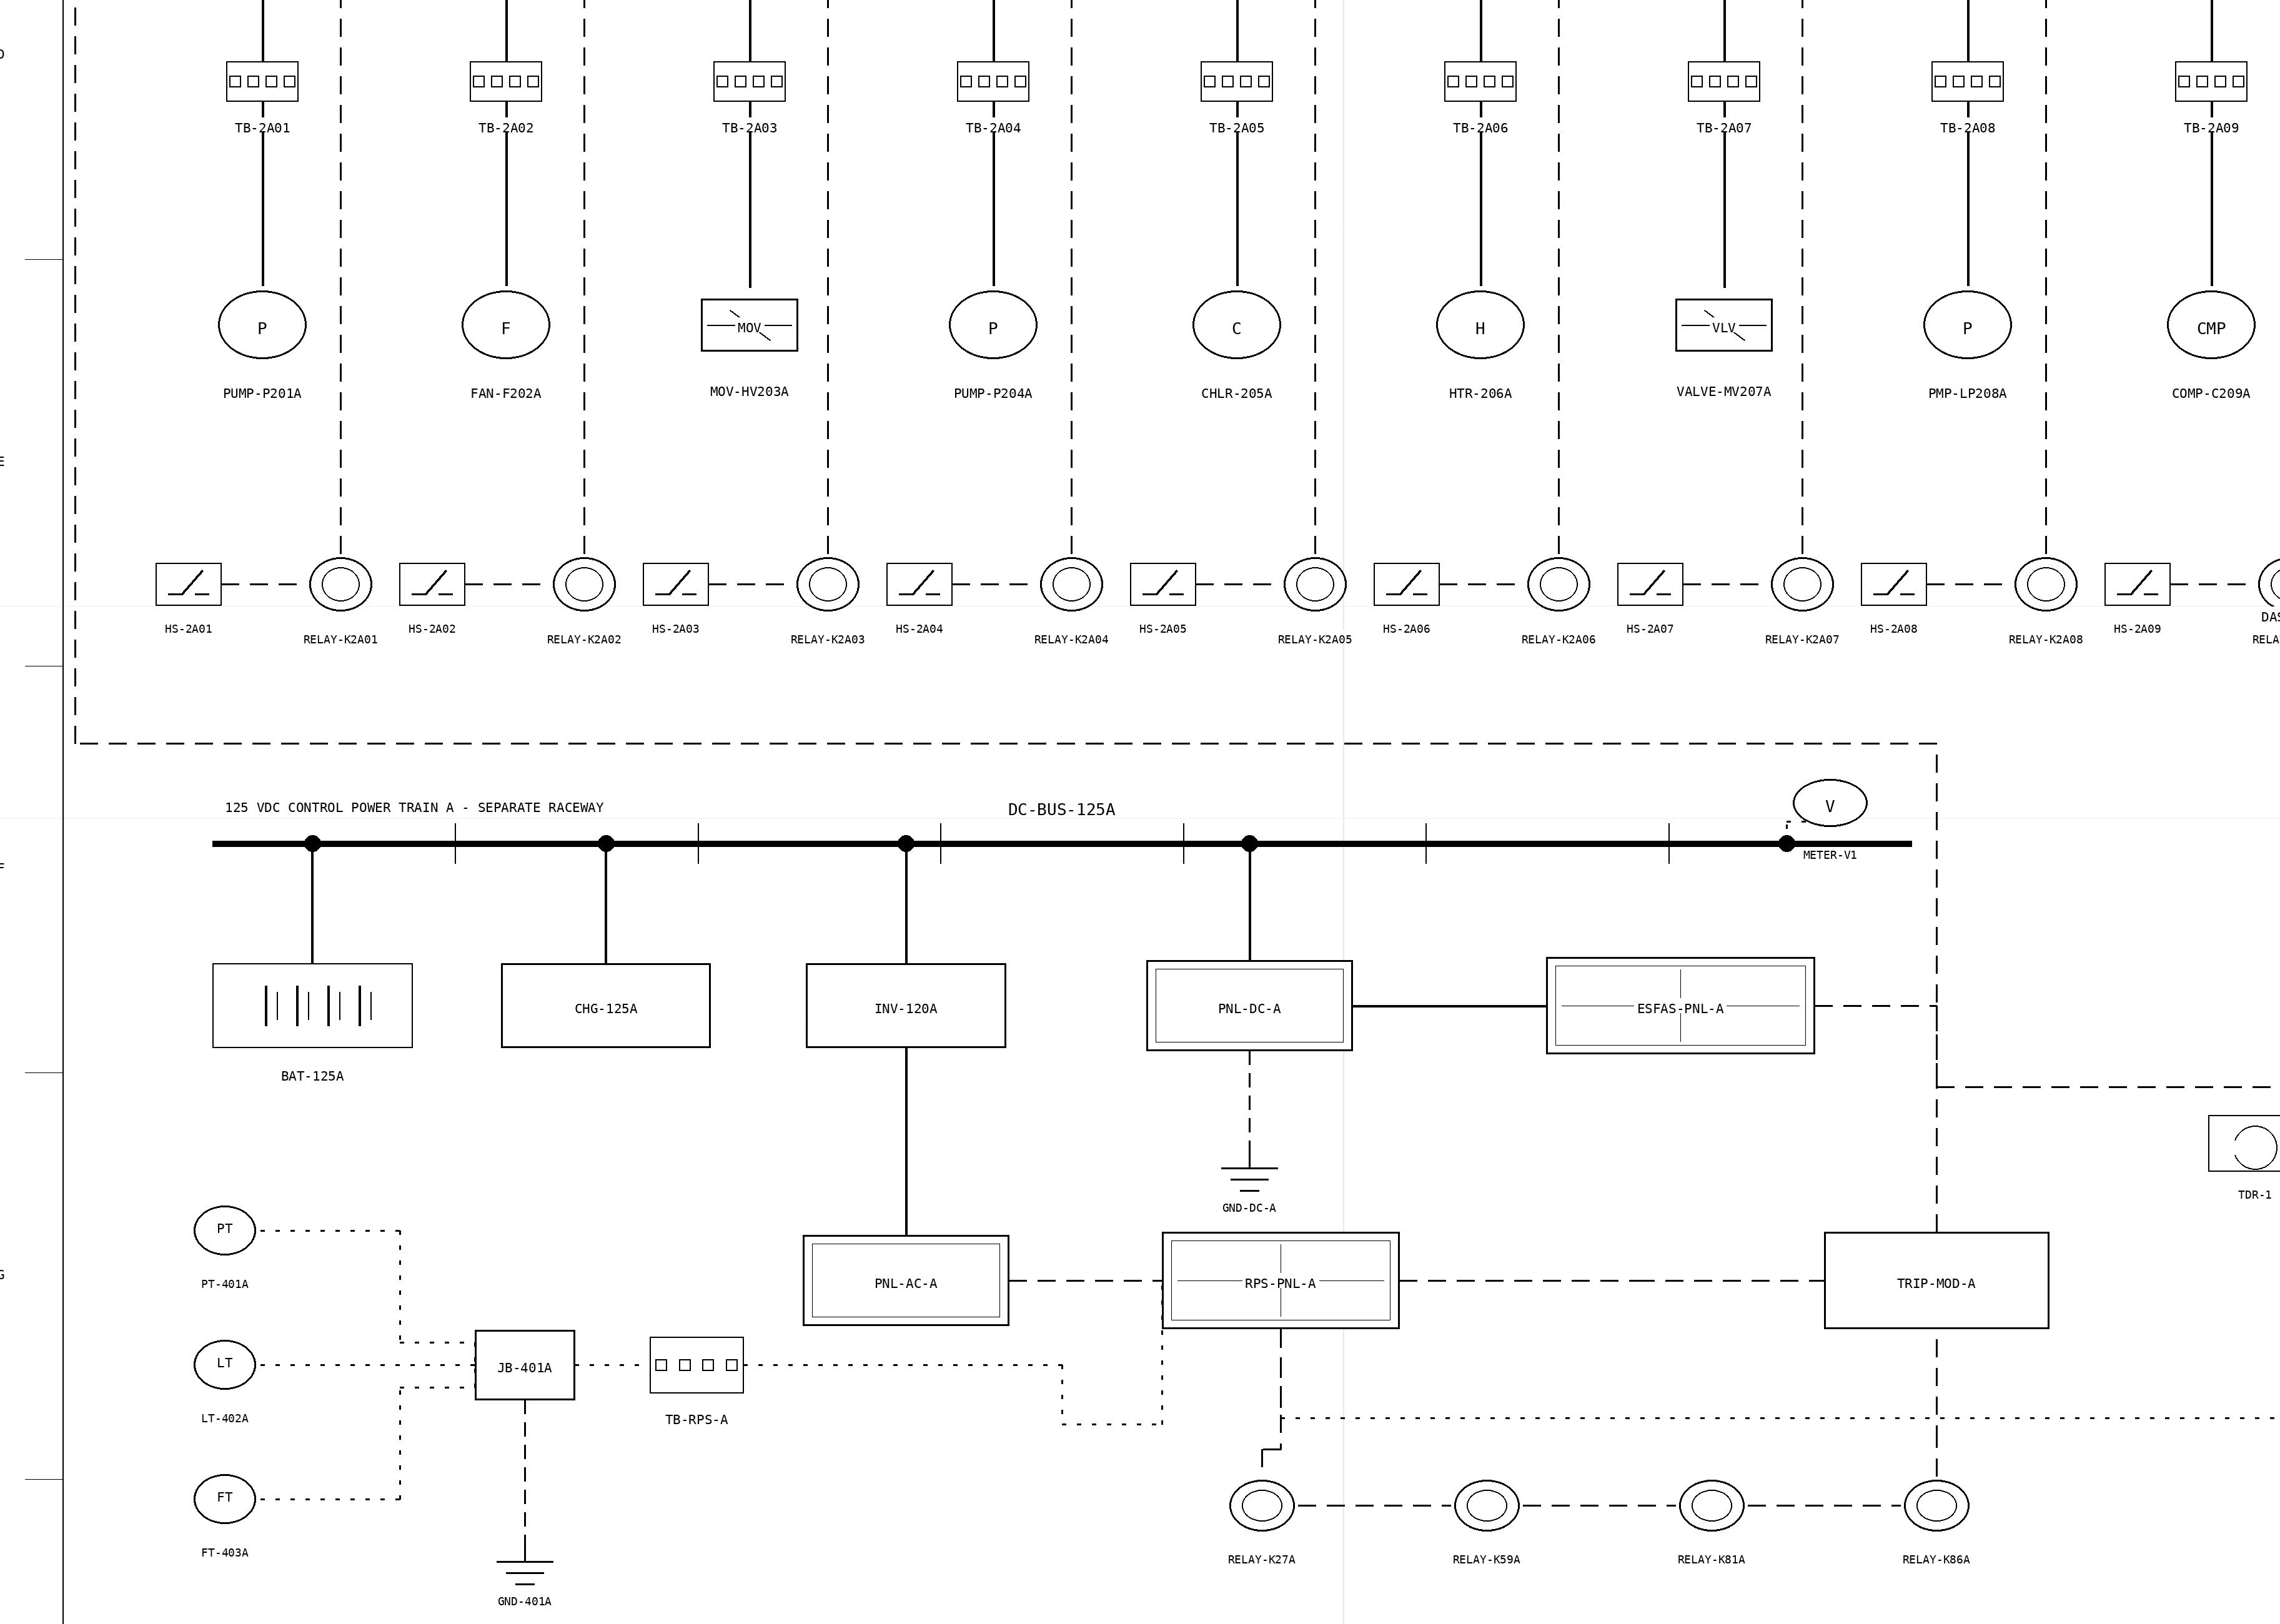 D
TB-2A01 TB-2A02 TB-2A03 TB-2A04 TB-2A05 TB-2A06 TB-2A07 TB-2A08 TB-2A09
P F MOV P C H VLV P CMP
PUMP-P201A FAN-F202A MOV-HV203A PUMP-P204A CHLR-205A HTR-206A VALVE-MV207A PMP-LP208A COMP-C209A
E
HS-2A01 RELAY-K2A01 HS-2A02 RELAY-K2A02 HS-2A03 RELAY-K2A03 HS-2A04 RELAY-K2A04 HS-2A05 RELAY-K2A05 HS-2A06 RELAY-K2A06 HS-2A07 RELAY-K2A07 HS-2A08 RELAY-K2A08 HS-2A09
DAS
RELA
125 VDC CONTROL POWER TRAIN A - SEPARATE RACEWAY
DC-BUS-125A
V
METER-V1
F
CHG-125A INV-120A PNL-DC-A ESFAS-PNL-A
BAT-125A
TDR-1
GND-DC-A
PT
PT-401A
G
PNL-AC-A RPS-PNL-A TRIP-MOD-A
LT
JB-401A
LT-402A
TB-RPS-A
FT
FT-403A
RELAY-K27A RELAY-K59A RELAY-K81A RELAY-K86A
GND-401A